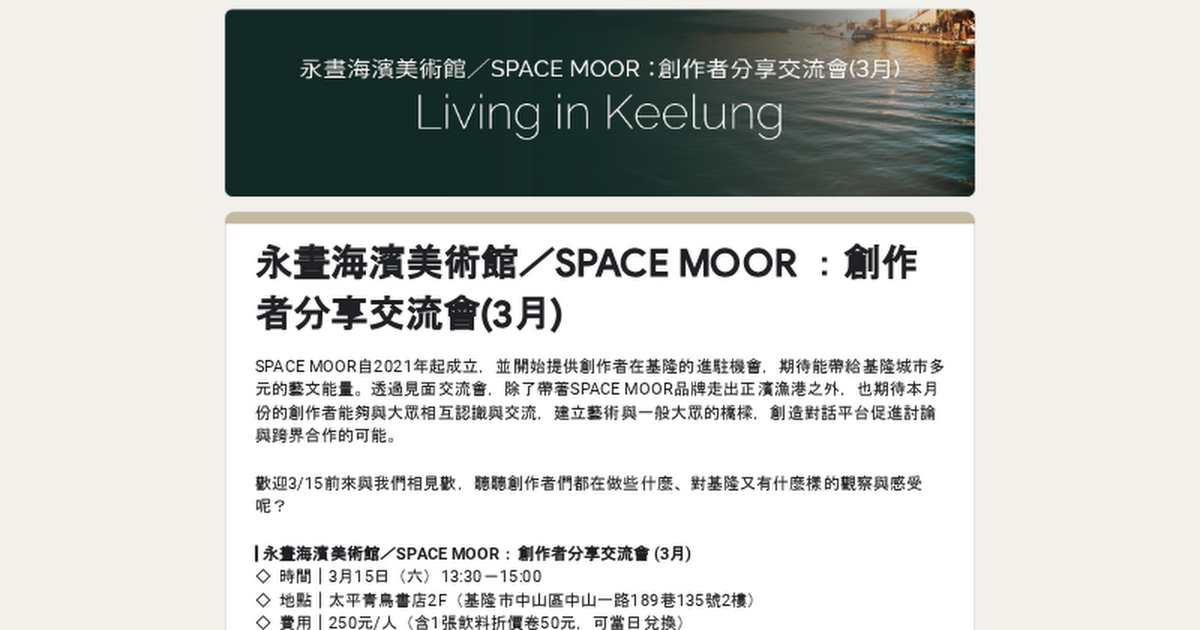 永晝海濱美術館／SPACE MOOR：創作者分享交流會(3月)
Living in Keelung
永晝海濱美術館／SPACE MOOR ：創作
者分享交流會(3月)
SPACE MOOR自2021年起成立，並開始提供創作者在基隆的進駐機會，期待能帶給基隆城市多
元的藝文能量。透過見面交流會，除了帶著SPACE MOOR品牌走出正濱漁港之外，也期待本月
份的創作者能夠與大眾相互認識與交流，建立藝術與一般大眾的橋樑，創造對話平台促進討論
與跨界合作的可能。
歡迎3/15前來與我們相見歡，聽聽創作者們都在做些什麼、對基隆又有什麼樣的觀察與感受
呢？
┃永晝海濱美術館／SPACE MOOR：創作者分享交流會 (3月)
◇ 時間｜3月15日（六）13:30－15:00
◇ 地點｜太平青鳥書店2F（基隆市中山區中山一路189巷135號2樓）
◇ 費用｜250元/人（含1張飲料折價卷50元，可當日兌換）